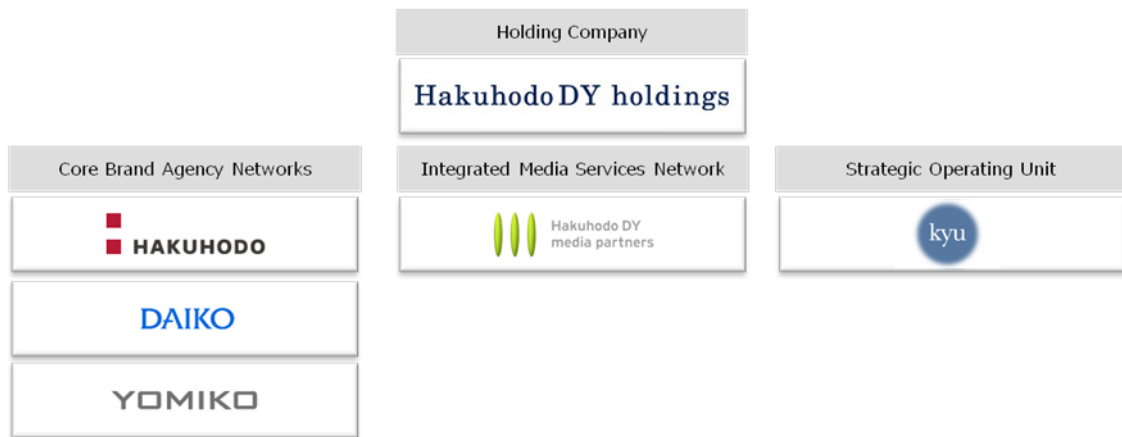 Holding Company
Hakuhodo DY holdings
Core Brand Agency Networks
Integrated Media Services Network
Strategic Operating Unit
HAKUHODO
Hakuhodo DY
media partners
kyu
DAIKO
YOMIKO